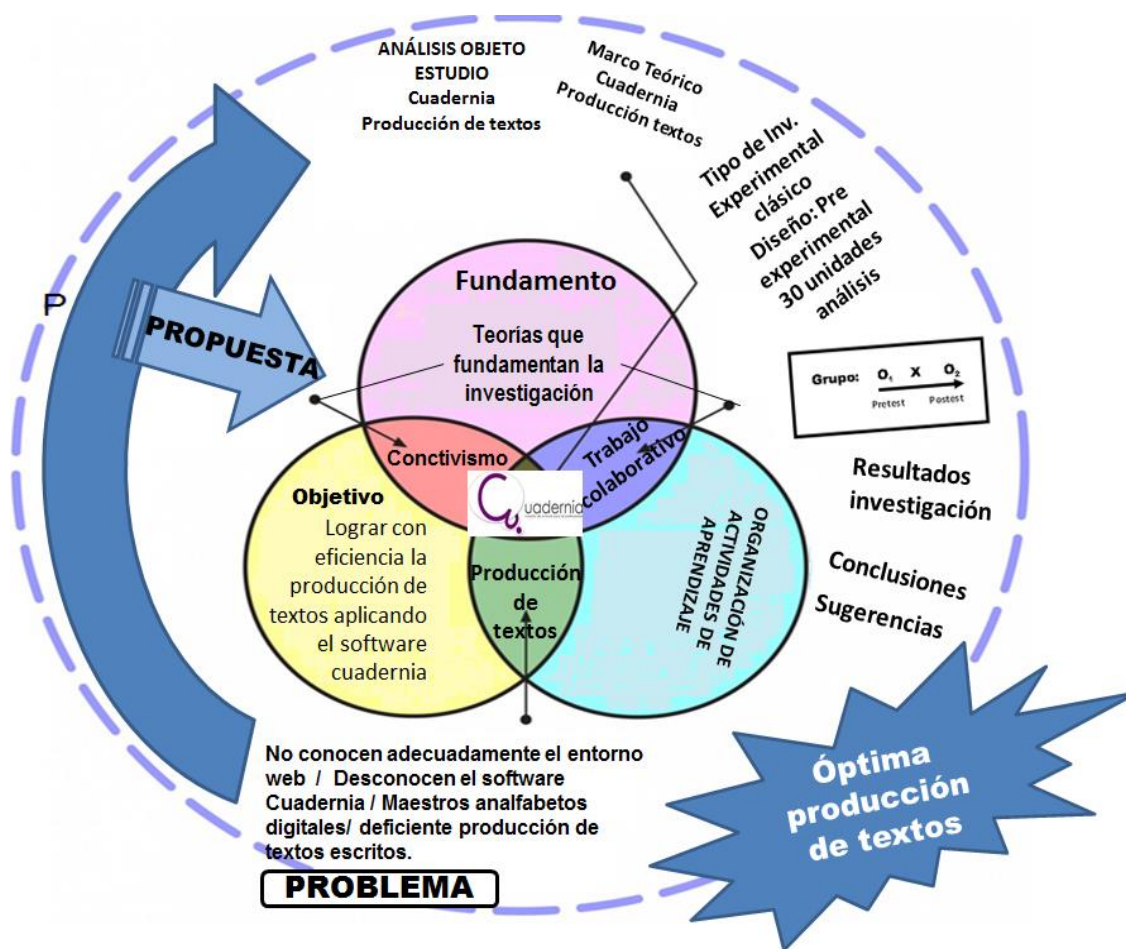 ANÁLISIS OBJETO
ESTUDIO
Cuadernia
Producción de textos
Marco Teórico
Cuadernia
Producción textos
Tipo de Inv.
Experimental
clásico
Diseño: Pre
experimental
30 unidades
análisis
P
PROPUESTA
Fundamento
Teorías que
fundamentan la
investigación
Grupo: O1 X O2
Pretest Postest
Conctivismo
Trabajo
colaborativo
Cuadernia
Resultados
investigación
Objetivo
Lograr con
eficiencia la
producción de
textos aplicando
el software
cuadernia
Producción
de
textos
ORGANIZACIÓN DE
ACTIVIDADES DE
APRENDIZAJE
Conclusiones
Sugerencias
No conocen adecuadamente el entorno
web / Desconocen el software
Cuadernia / Maestros analfabetos
digitales/ deficiente producción de
textos escritos.
PROBLEMA
Óptima
producción
de textos